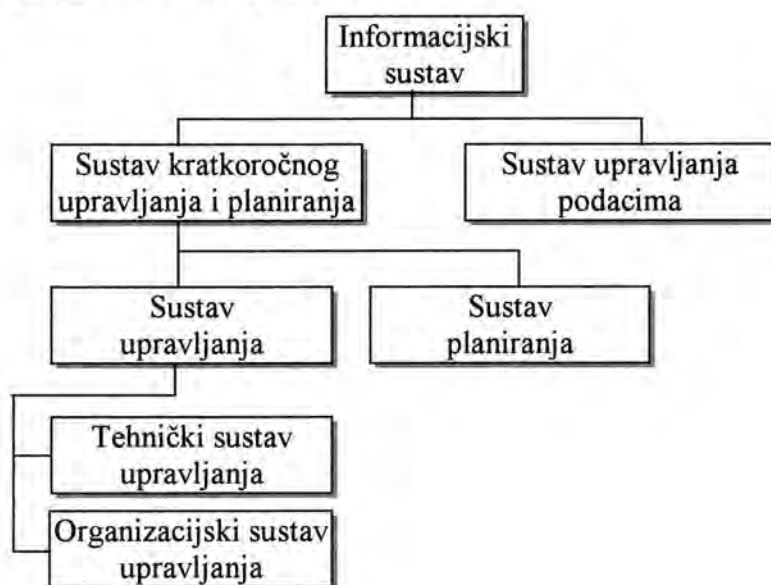 Informacijski
sustav
Sustav kratkoročnog
upravljanja i planiranja
Sustav upravljanja
podacima
Sustav
upravljanja
Sustav
planiranja
Tehnički sustav
upravljanja
Organizacijski sustav
upravljanja